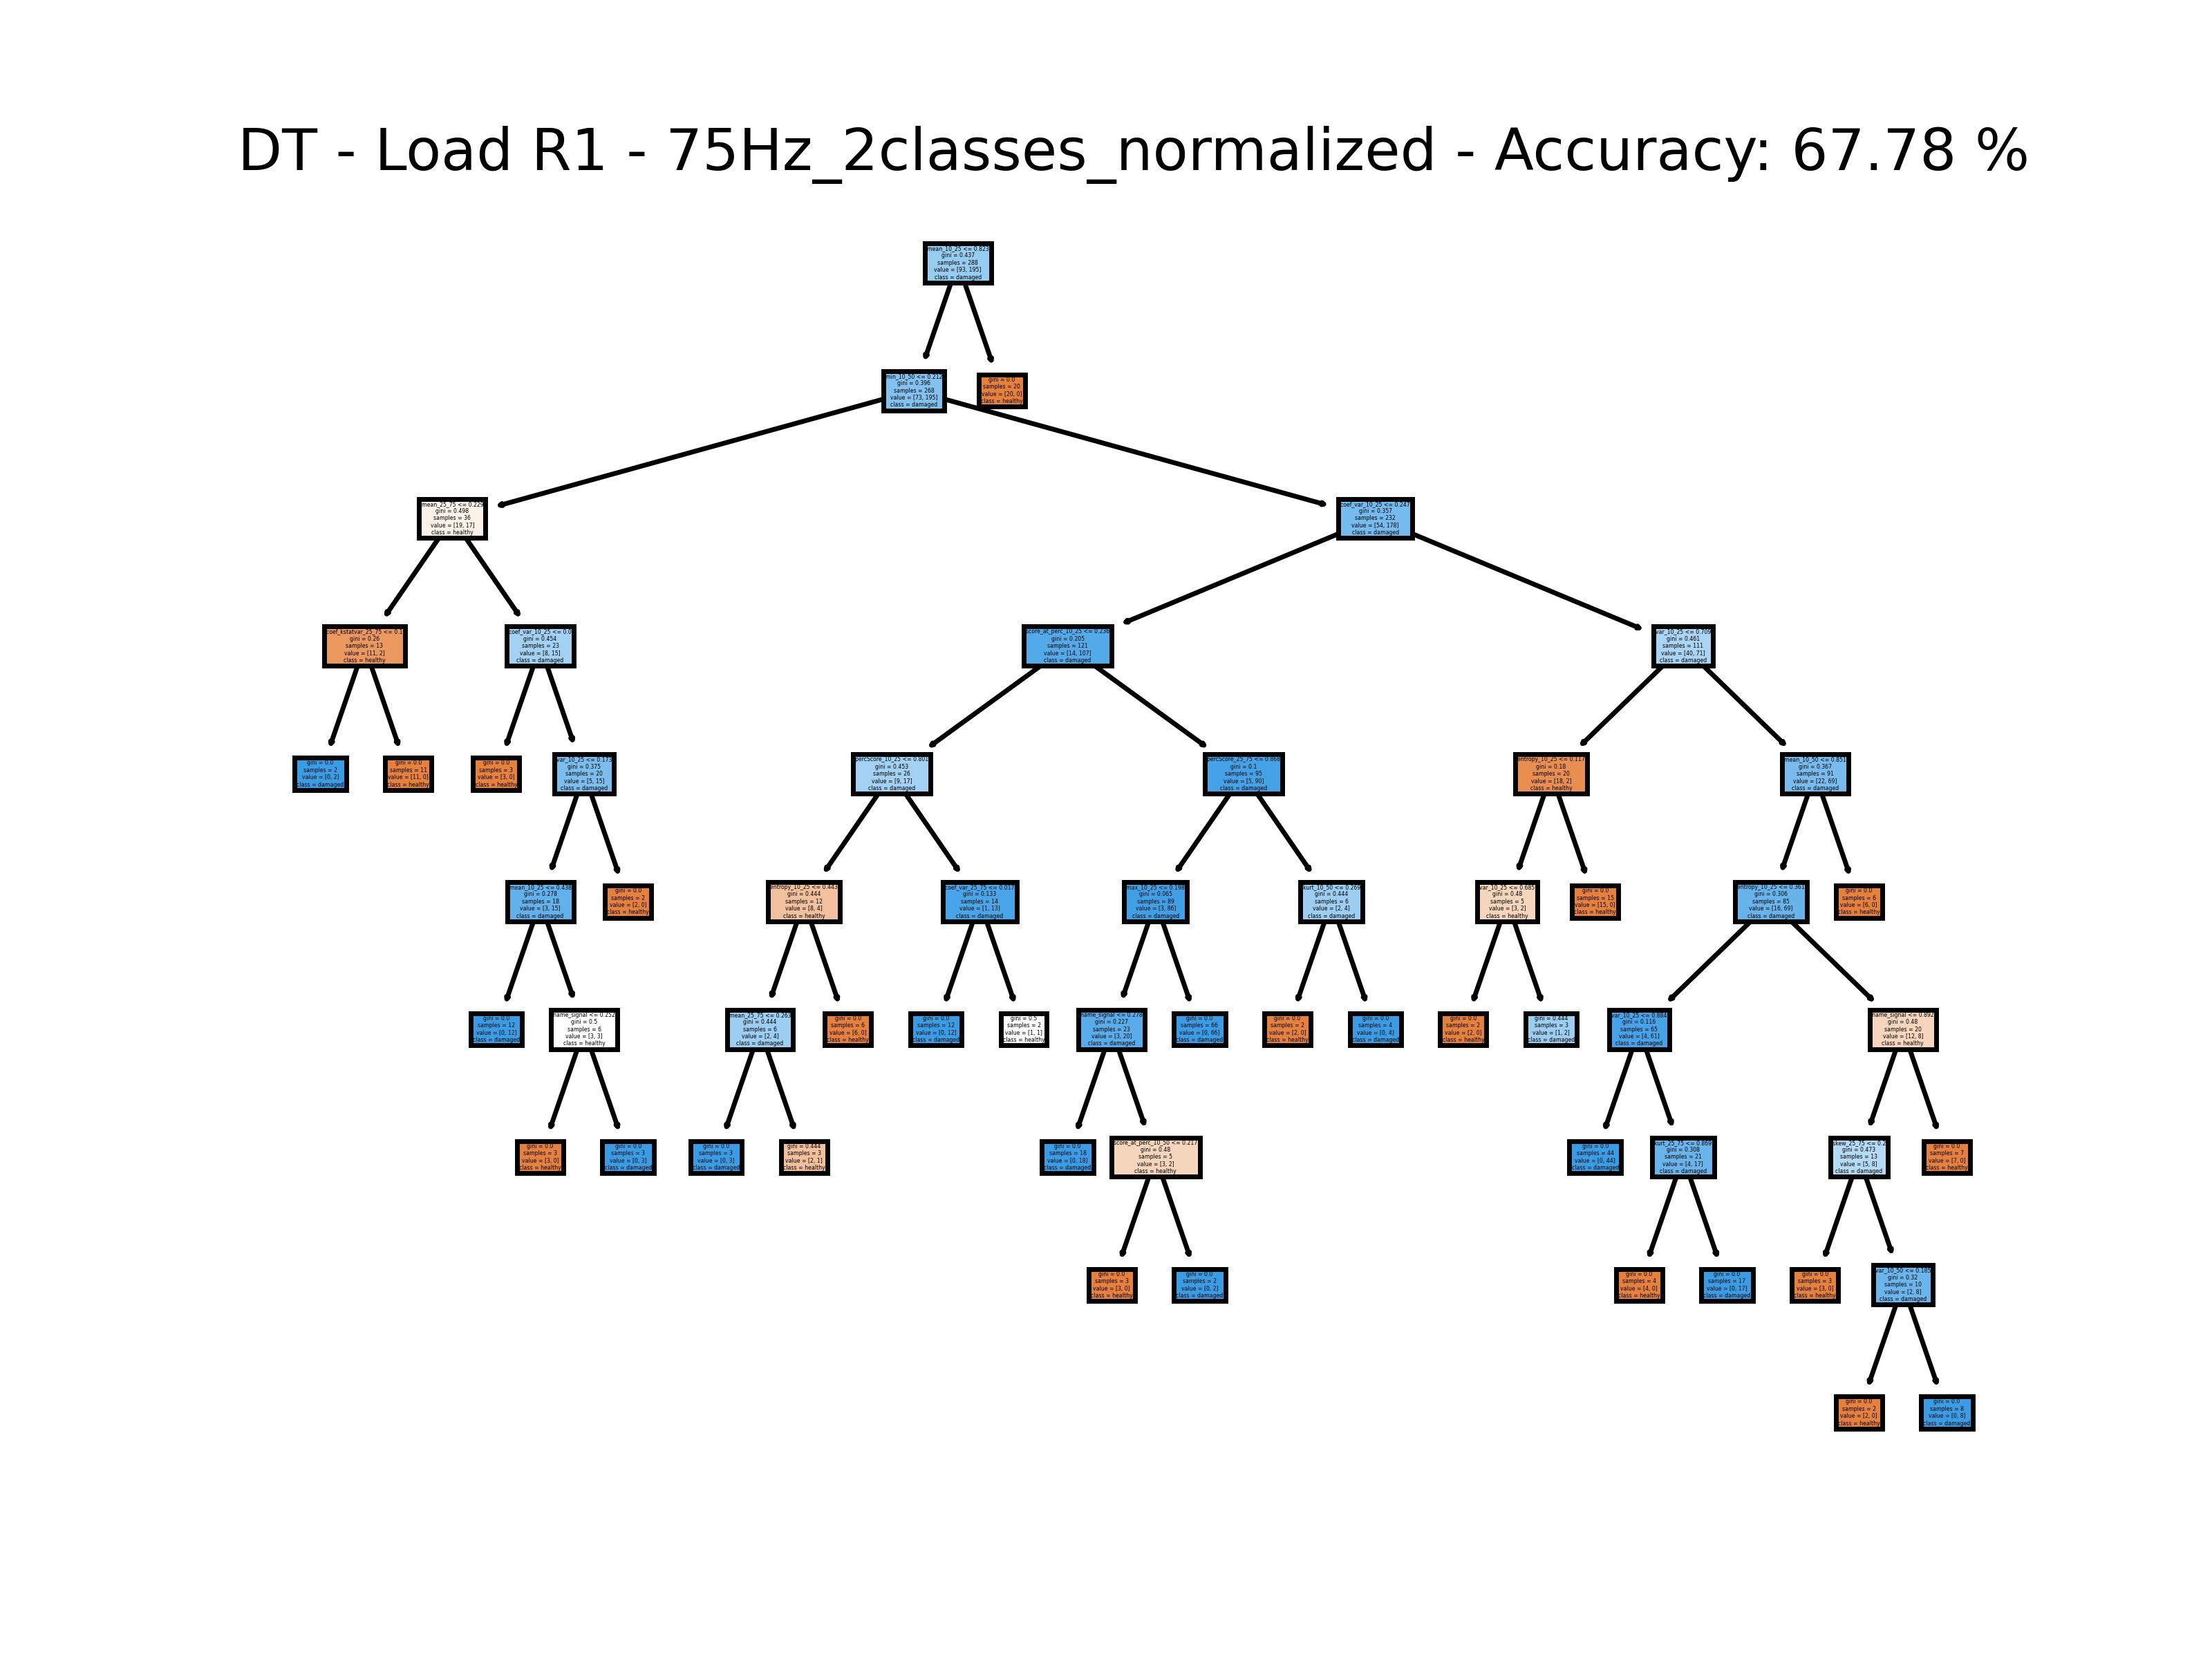 DT - Load R1 - 75Hz_2classes_normalized - Accuracy: 67.78 %
mean_10_25 <= 0.823
gini = 0.437
samples = 288
value = [93, 195]
class = damaged
min_10_50 <= 0.212
gini = 0.396
samples = 268
value = [73, 195]
class = damaged
gini = 0.0
samples = 20
value = [20, 0]
class = healthy
mean_25_75 <= 0.229
gini = 0.498
samples = 36
value = [19, 17]
class = healthy
coef_var_10_25 <= 0.247
gini = 0.357
samples = 232
value = [54, 178]
class = damaged
coef_kstatvar_25_75 <= 0.1
gini = 0.26
samples = 13
value = [11, 2]
class = healthy
coef_var_10_25 <= 0.0
gini = 0.454
samples = 23
value = [8, 15]
class = damaged
score_at_perc_10_25 <= 0.236
gini = 0.205
samples = 121
value = [14, 107]
class = damaged
var_10_25 <= 0.709
gini = 0.461
samples = 111
value = [40, 71]
class = damaged
gini = 0.0
samples = 2
value = [0, 2]
class = damaged
gini = 0.0
samples = 11
value = [11, 0]
class = healthy
gini = 0.0
samples = 3
value = [3, 0]
class = healthy
var_10_25 <= 0.173
gini = 0.375
samples = 20
value = [5, 15]
class = damaged
percScore_10_25 <= 0.801
gini = 0.453
samples = 26
value = [9, 17]
class = damaged
percScore_25_75 <= 0.868
gini = 0.1
samples = 95
value = [5, 90]
class = damaged
entropy_10_25 <= 0.117
gini = 0.18
samples = 20
value = [18, 2]
class = healthy
mean_10_50 <= 0.851
gini = 0.367
samples = 91
value = [22, 69]
class = damaged
mean_10_25 <= 0.438
gini = 0.278
samples = 18
value = [3, 15]
class = damaged
gini = 0.0
samples = 2
value = [2, 0]
class = healthy
entropy_10_25 <= 0.443
gini = 0.444
samples = 12
value = [8, 4]
class = healthy
coef_var_25_75 <= 0.017
gini = 0.133
samples = 14
value = [1, 13]
class = damaged
max_10_25 <= 0.198
gini = 0.065
samples = 89
value = [3, 86]
class = damaged
kurt_10_50 <= 0.269
gini = 0.444
samples = 6
value = [2, 4]
class = damaged
var_10_25 <= 0.685
gini = 0.48
samples = 5
value = [3, 2]
class = healthy
gini = 0.0
samples = 15
value = [15, 0]
class = healthy
entropy_10_25 <= 0.361
gini = 0.306
samples = 85
value = [16, 69]
class = damaged
gini = 0.0
samples = 6
value = [6, 0]
class = healthy
gini = 0.0
samples = 12
value = [0, 12]
class = damaged
name_signal <= 0.252
gini = 0.5
samples = 6
value = [3, 3]
class = healthy
mean_25_75 <= 0.263
gini = 0.444
samples = 6
value = [2, 4]
class = damaged
gini = 0.0
samples = 6
value = [6, 0]
class = healthy
gini = 0.0
samples = 12
value = [0, 12]
class = damaged
gini = 0.5
samples = 2
value = [1, 1]
class = healthy
name_signal <= 0.278
gini = 0.227
samples = 23
value = [3, 20]
class = damaged
gini = 0.0
samples = 66
value = [0, 66]
class = damaged
gini = 0.0
samples = 2
value = [2, 0]
class = healthy
gini = 0.0
samples = 4
value = [0, 4]
class = damaged
gini = 0.0
samples = 2
value = [2, 0]
class = healthy
gini = 0.444
samples = 3
value = [1, 2]
class = damaged
var_10_25 <= 0.884
gini = 0.116
samples = 65
value = [4, 61]
class = damaged
name_signal <= 0.892
gini = 0.48
samples = 20
value = [12, 8]
class = healthy
gini = 0.0
samples = 3
value = [3, 0]
class = healthy
gini = 0.0
samples = 3
value = [0, 3]
class = damaged
gini = 0.0
samples = 3
value = [0, 3]
class = damaged
gini = 0.444
samples = 3
value = [2, 1]
class = healthy
gini = 0.0
samples = 18
value = [0, 18]
class = damaged
score_at_perc_10_50 <= 0.217
gini = 0.48
samples = 5
value = [3, 2]
class = healthy
gini = 0.0
samples = 44
value = [0, 44]
class = damaged
kurt_25_75 <= 0.869
gini = 0.308
samples = 21
value = [4, 17]
class = damaged
skew_25_75 <= 0.2
gini = 0.473
samples = 13
value = [5, 8]
class = damaged
gini = 0.0
samples = 7
value = [7, 0]
class = healthy
gini = 0.0
samples = 3
value = [3, 0]
class = healthy
gini = 0.0
samples = 2
value = [0, 2]
class = damaged
gini = 0.0
samples = 4
value = [4, 0]
class = healthy
gini = 0.0
samples = 17
value = [0, 17]
class = damaged
gini = 0.0
samples = 3
value = [3, 0]
class = healthy
var_10_50 <= 0.185
gini = 0.32
samples = 10
value = [2, 8]
class = damaged
gini = 0.0
samples = 2
value = [2, 0]
class = healthy
gini = 0.0
samples = 8
value = [0, 8]
class = damaged